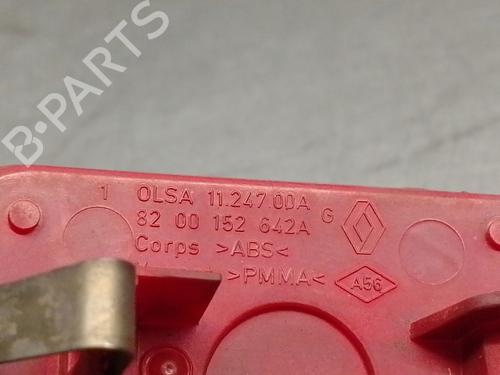 B-PARTS
1 OLSA 11.247.00A
82 00 152 642A G
Corps >ABS<
>PMMA<
A56